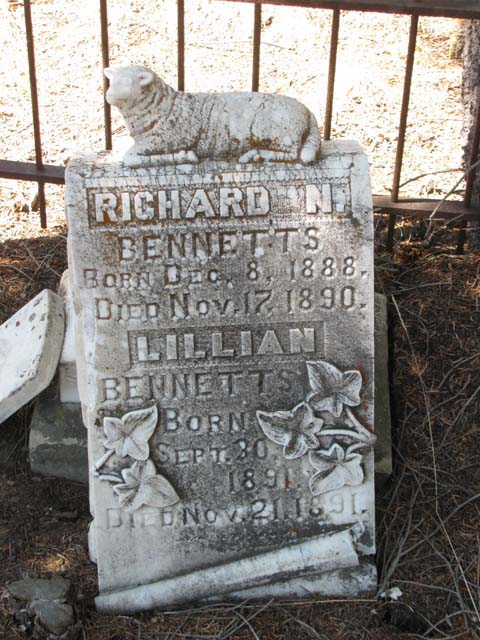 RICHARD N.
BENNETTS
BORN DEC. 8, 1888.
DIED NOV. 17, 1890.
LILLIAN
BENNETTS
BORN
SEPT. 30
1891
DIED NOV. 21, 1891.